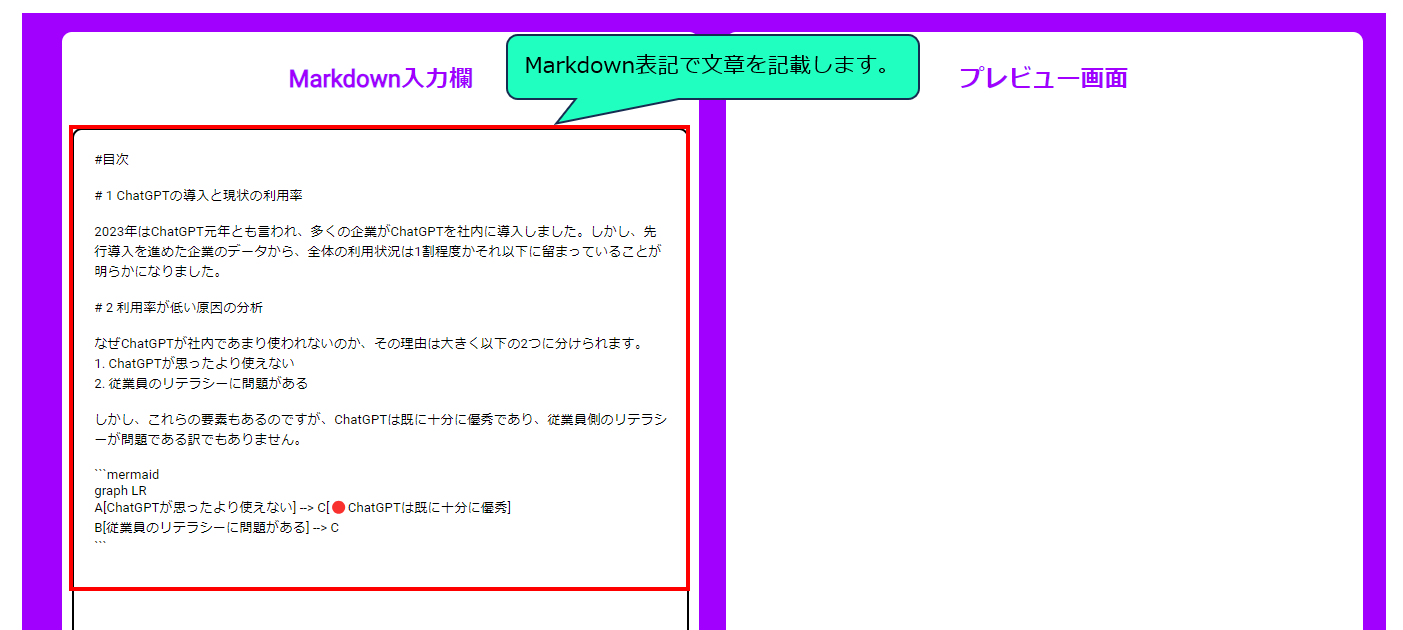 Markdown入力欄
Markdown表記で文章を記載します。
プレビュー画面
#目次
# 1 ChatGPTの導入と現状の利用率
2023年はChatGPT元年とも言われ、多くの企業がChatGPTを社内に導入しました。しかし、先
行導入を進めた企業のデータから、全体の利用状況は1割程度かそれ以下に留まっていることが
明らかになりました。
# 2 利用率が低い原因の分析
なぜChatGPTが社内であまり使われないのか、その理由は大きく以下の2つに分けられます。
1. ChatGPTが思ったより使えない
2. 従業員のリテラシーに問題がある
しかし、これらの要素もあるのですが、ChatGPTは既に十分に優秀であり、従業員側のリテラシ
ーが問題である訳でもありません。
```mermaid
graph LR
A[ChatGPTが思ったより使えない] --> C[🔴ChatGPTは既に十分に優秀]
B[従業員のリテラシーに問題がある] --> C
```